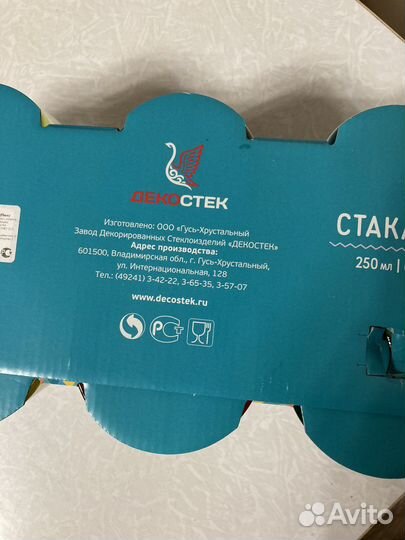 ДЕКОСТЕК
Изготовлено: ООО «Гусь-Хрустальный
Завод Декорированных Стеклоизделий «ДЕКОСТЕК»
Адрес производства:
601500, Владимирская обл., г. Гусь-Хрустальный,
ул. Интернациональная, 128
Тел.: (49241) 3-42-22, 3-65-35, 3-57-07
www.decostek.ru
СТАКА
250 мл |
Avito